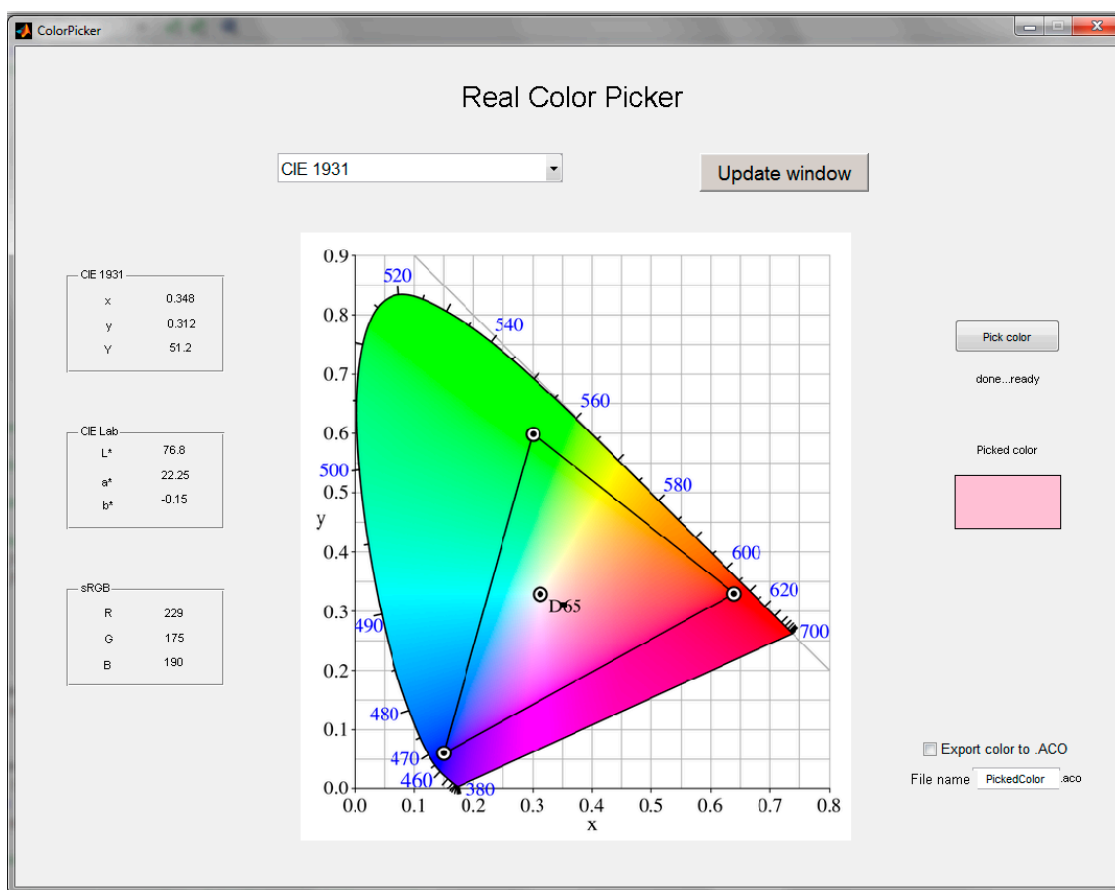 ColorPicker
Real Color Picker
CIE 1931
Update window
CIE 1931
x 0.348
y 0.312
Y 51.2
CIE Lab
L* 76.8
a* 22.25
b* -0.15
sRGB
R 229
G 175
B 190
0.9
0.8
0.7
0.6
0.5
y
0.4
0.3
0.2
0.1
0.0
520
540
560
500
580
600
620
D65
490
700
480
470
460
380
0.0 0.1 0.2 0.3 0.4 0.5 0.6 0.7 0.8
x
Pick color
done...ready
Picked color
Export color to .ACO
File name PickedColor .aco